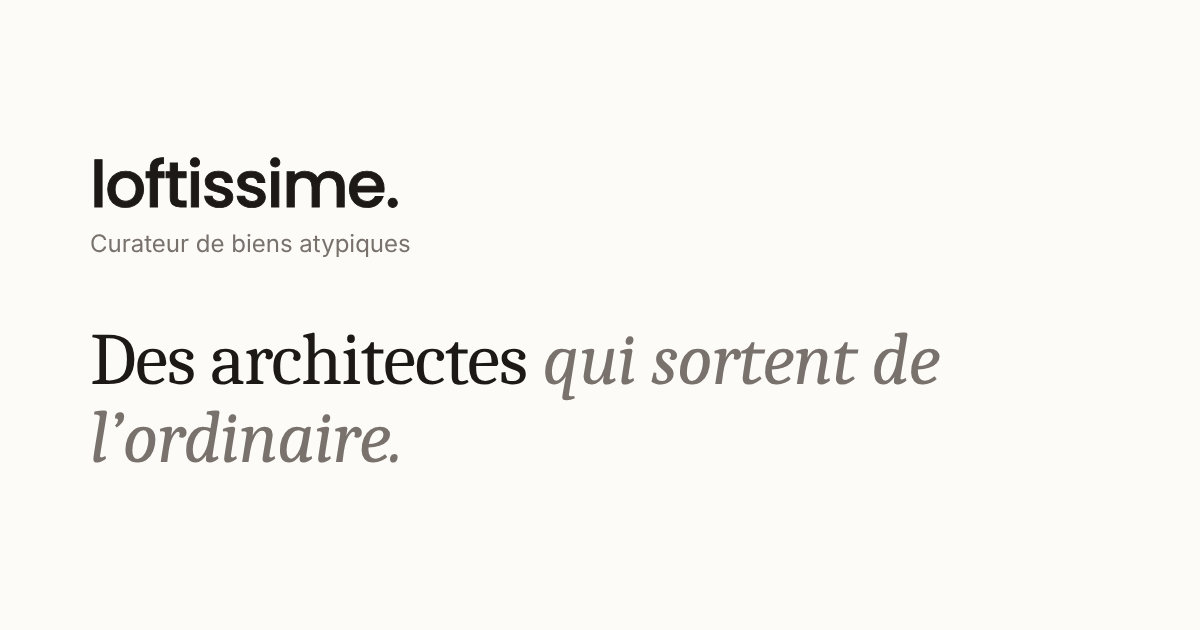 loftissime.
Curateur de biens atypiques
Des architectes qui sortent de
l’ordinaire.